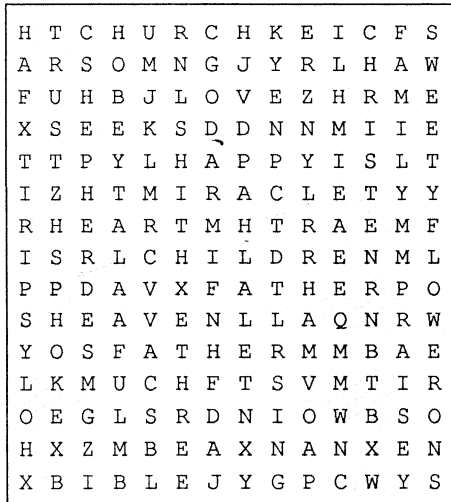 H T C H U R C H K E I C F S
A R S O M N G J Y R L H A W
F U H B J L O V E Z H R M E
X S E E K S D D N N M I I E
T T P Y L H A P P Y I S L T
I Z H T M I R A C L E T Y Y
R H E A R T M H T R A E M F
I S R L C H I L D R E N M L
P P D A V X F A T H E R P O
S H E A V E N L L A Q N R W
Y O S F A T H E R M M B A E
L K M U C H F T S V M T I R
O E G L S R D N I O W B S O
H X Z M B E A X N A N X E N
X B I B L E J Y G P C W Y S